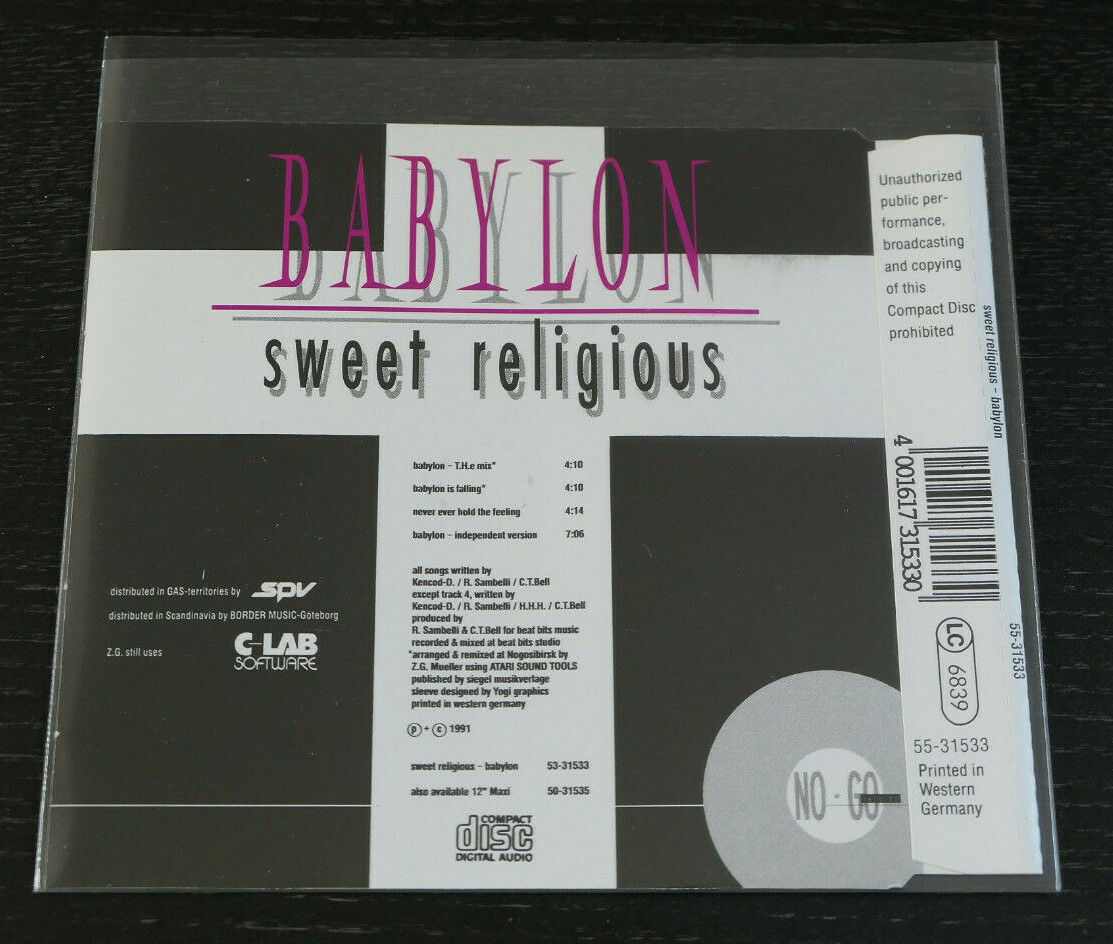 BABYLON
sweet religious
babylon – T.H.e mix* 4:10
babylon is falling* 4:10
never ever hold the feeling 4:14
babylon – independent version 7:06
all songs written by
Kencod-D. / R. Sambelli / C.T.Bell
except track 4, written by
Kencod-D. / R. Sambelli / H.H.H. / C.T.Bell
produced by
R. Sambelli & C.T.Bell for beat bits music
recorded & mixed at beat bits studio
*arranged & remixed at Nogosibirsk by
Z.G. Mueller using ATARI SOUND TOOLS
published by siegel musikverlage
sleeve designed by Yogi graphics
printed in western germany
℗ + © 1991
sweet religious – babylon 53-31533
also available 12" Maxi 50-31535
COMPACT
disc
DIGITAL AUDIO
distributed in GAS-territories by SPV
distributed in Scandinavia by BORDER MUSIC-Göteborg
Z.G. still uses C-LAB
SOFTWARE
NO - GO
Unauthorized
public per-
formance,
broadcasting
and copying
of this
Compact Disc
prohibited
4 001617 315330
LC 6839
55-31533
Printed in
Western
Germany
sweet religious – babylon
55-31533